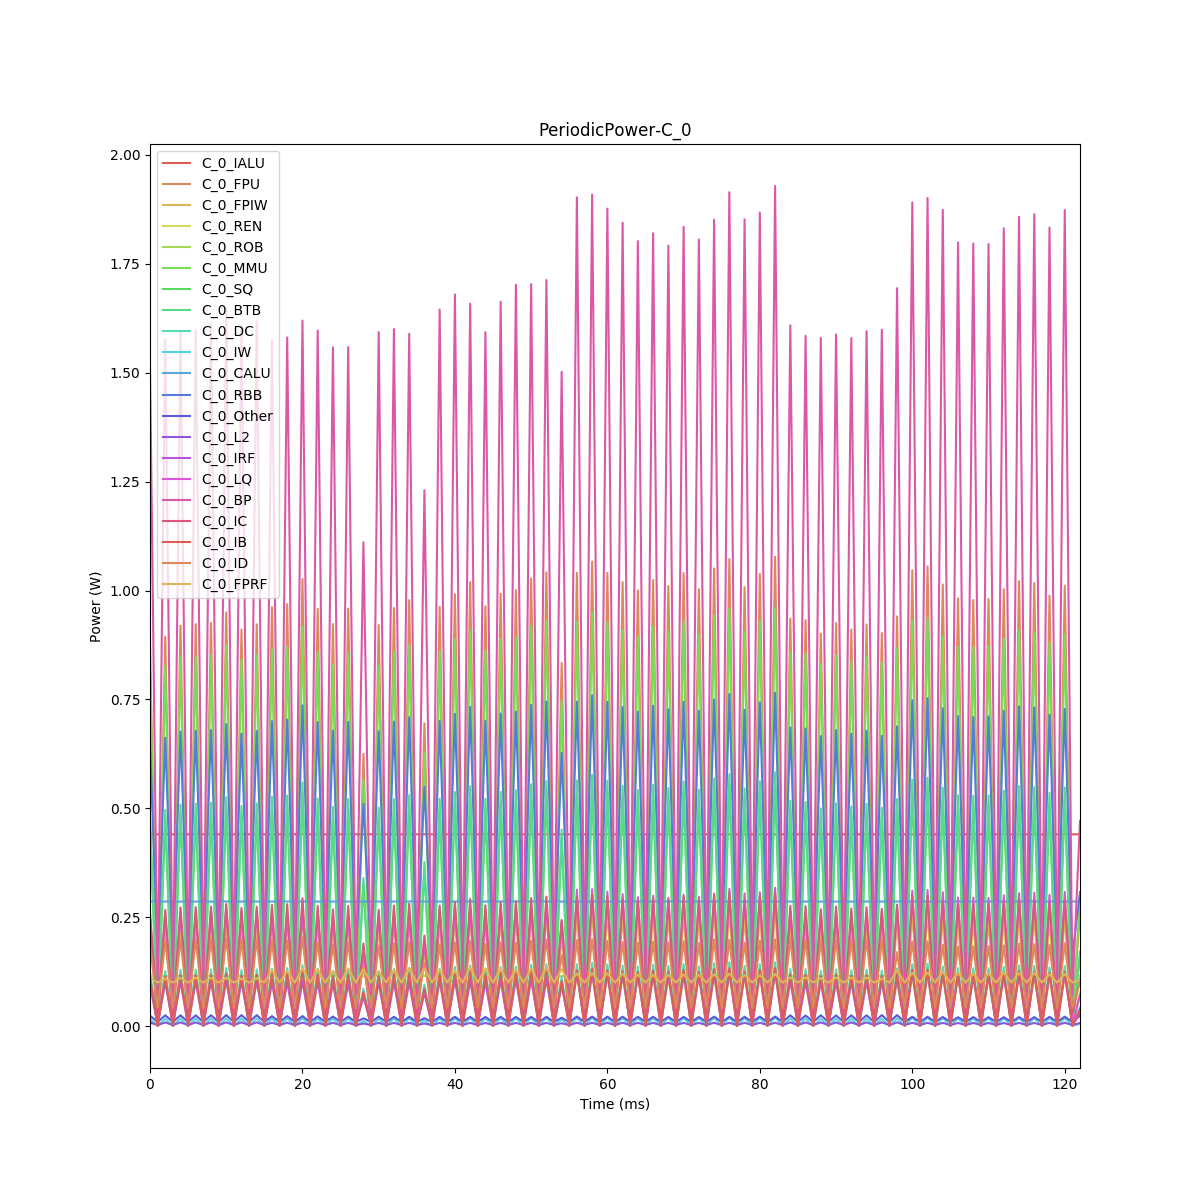 PeriodicPower-C_0
2.00
1.75
1.50
1.25
1.00
0.75
0.50
0.25
0.00
Power (W)
C_0_IALU
C_0_FPU
C_0_FPIW
C_0_REN
C_0_ROB
C_0_MMU
C_0_SQ
C_0_BTB
C_0_DC
C_0_IW
C_0_CALU
C_0_RBB
C_0_Other
C_0_L2
C_0_IRF
C_0_LQ
C_0_BP
C_0_IC
C_0_IB
C_0_ID
C_0_FPRF
0 20 40 60 80 100 120
Time (ms)